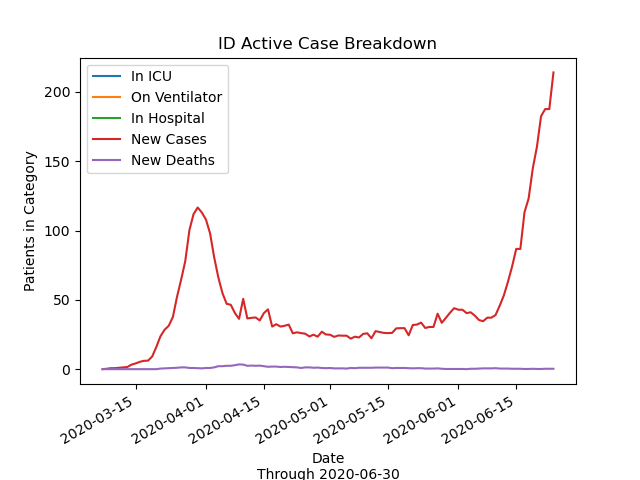 ID Active Case Breakdown
In ICU
On Ventilator
In Hospital
New Cases
New Deaths
Patients in Category
200
150
100
50
0
2020-03-15
2020-04-01
2020-04-15
2020-05-01
2020-05-15
2020-06-01
2020-06-15
Date
Through 2020-06-30